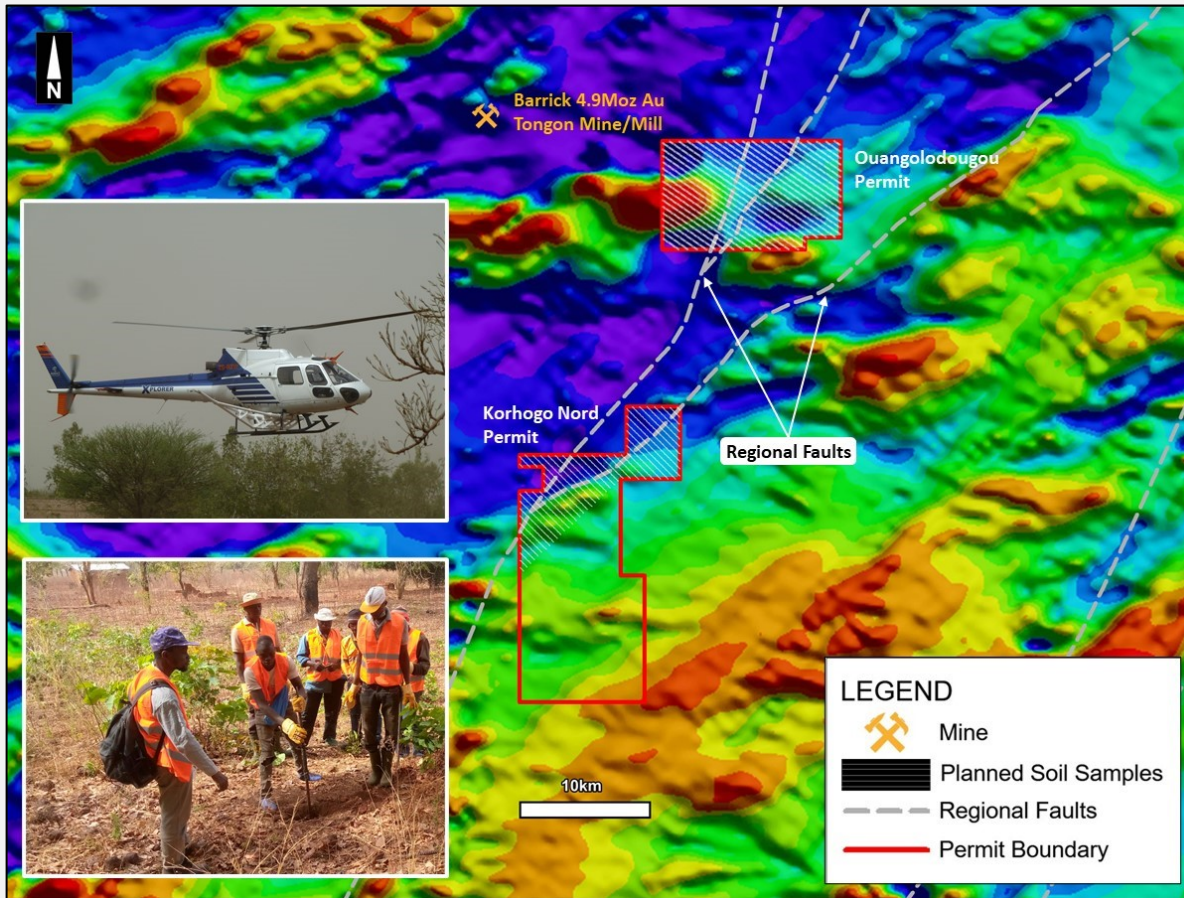 N
Barrick 4.9Moz Au
Tongon Mine/Mill
Ouangolodougou
Permit
XPLORER
Korhogo Nord
Permit
Regional Faults
10km
LEGEND
Mine
Planned Soil Samples
Regional Faults
Permit Boundary